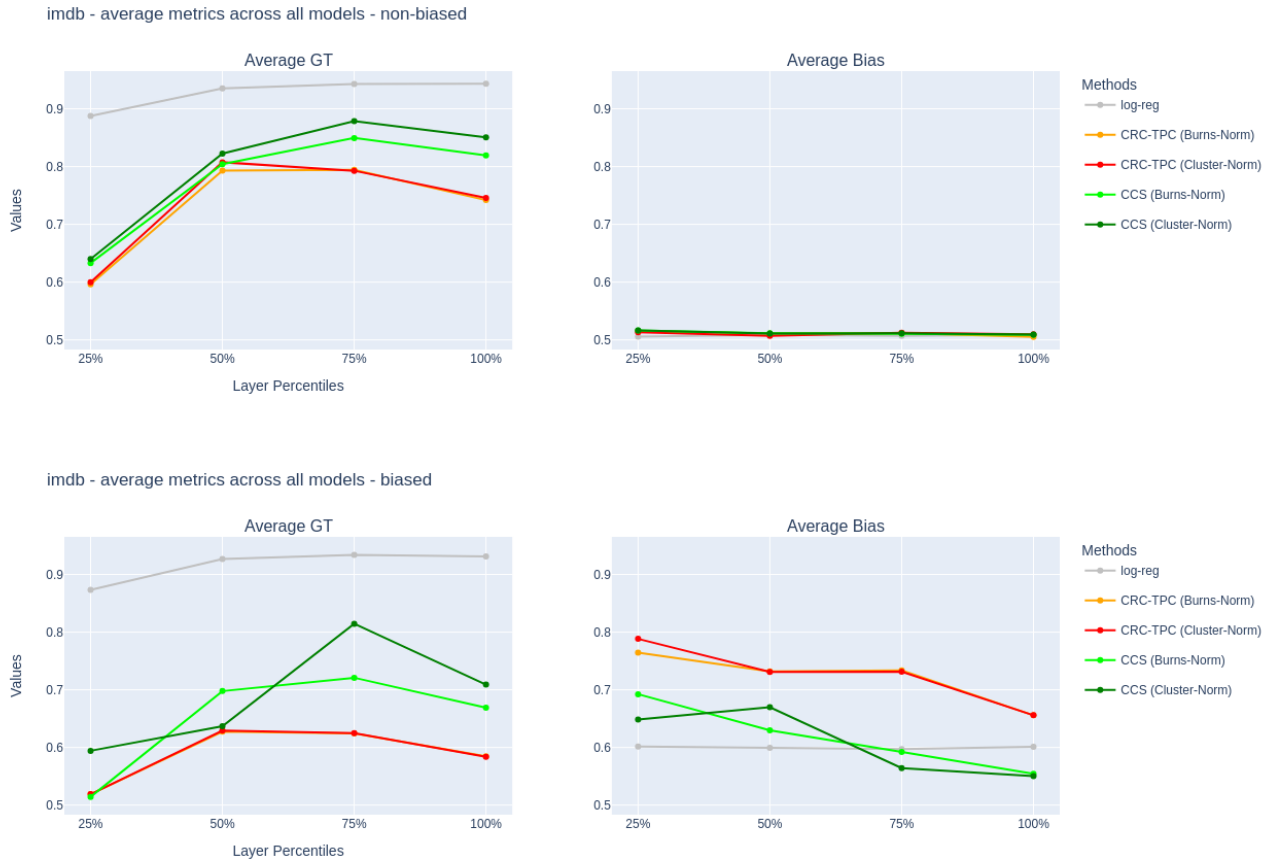 imdb - average metrics across all models - non-biased
Average GT
Average Bias
Values
0.9
0.8
0.7
0.6
0.5
25% 50% 75% 100%
Layer Percentiles
0.9
0.8
0.7
0.6
0.5
25% 50% 75% 100%
Methods
log-reg
CRC-TPC (Burns-Norm)
CRC-TPC (Cluster-Norm)
CCS (Burns-Norm)
CCS (Cluster-Norm)
imdb - average metrics across all models - biased
Average GT
Average Bias
Values
0.9
0.8
0.7
0.6
0.5
25% 50% 75% 100%
Layer Percentiles
0.9
0.8
0.7
0.6
0.5
25% 50% 75% 100%
Methods
log-reg
CRC-TPC (Burns-Norm)
CRC-TPC (Cluster-Norm)
CCS (Burns-Norm)
CCS (Cluster-Norm)